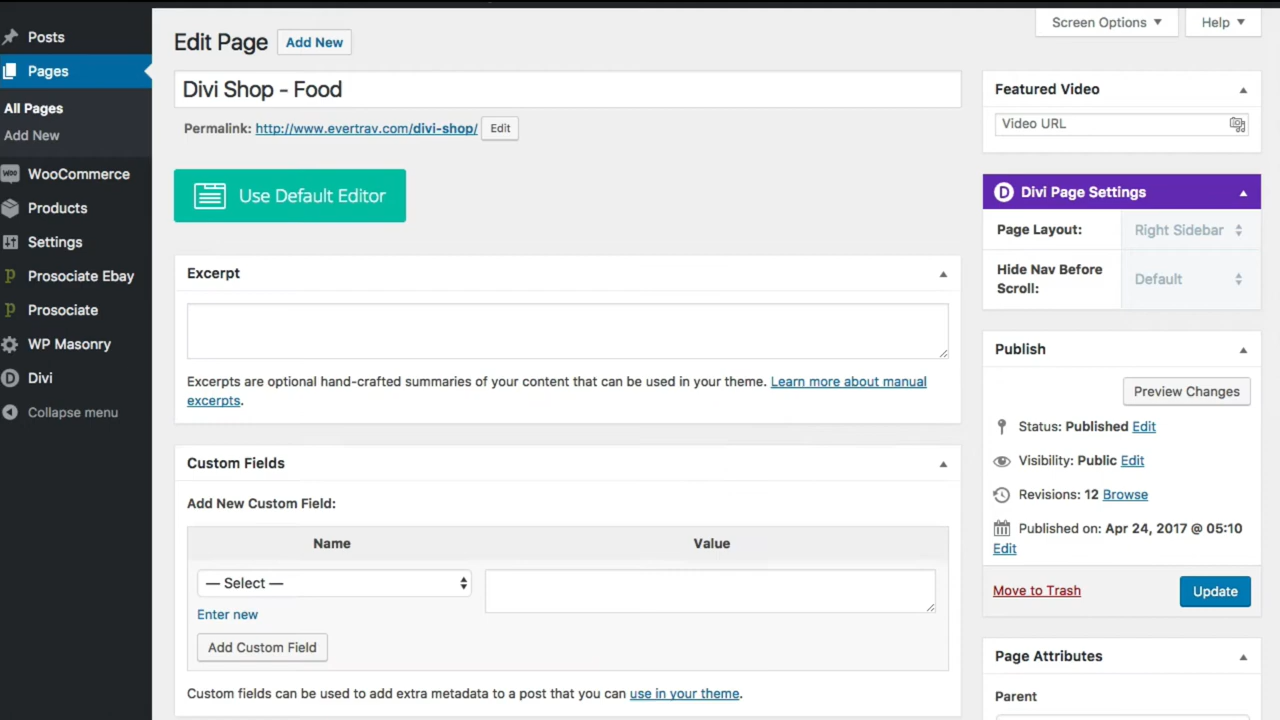 Posts
Pages
All Pages
Add New
WooCommerce
Products
Settings
Prosociate Ebay
Prosociate
WP Masonry
Divi
Collapse menu
Screen Options
Help
Edit Page
Add New
Divi Shop - Food
Permalink: http://www.evertrav.com/divi-shop/ Edit
Use Default Editor
Excerpt
Excerpts are optional hand-crafted summaries of your content that can be used in your theme. Learn more about manual
excerpts.
Custom Fields
Add New Custom Field:
Name
Value
— Select —
Enter new
Add Custom Field
Custom fields can be used to add extra metadata to a post that you can use in your theme.
Featured Video
Video URL
Divi Page Settings
Page Layout:
Right Sidebar
Hide Nav Before
Scroll:
Default
Publish
Preview Changes
Status: Published Edit
Visibility: Public Edit
Revisions: 12 Browse
Published on: Apr 24, 2017 @ 05:10
Edit
Move to Trash
Update
Page Attributes
Parent